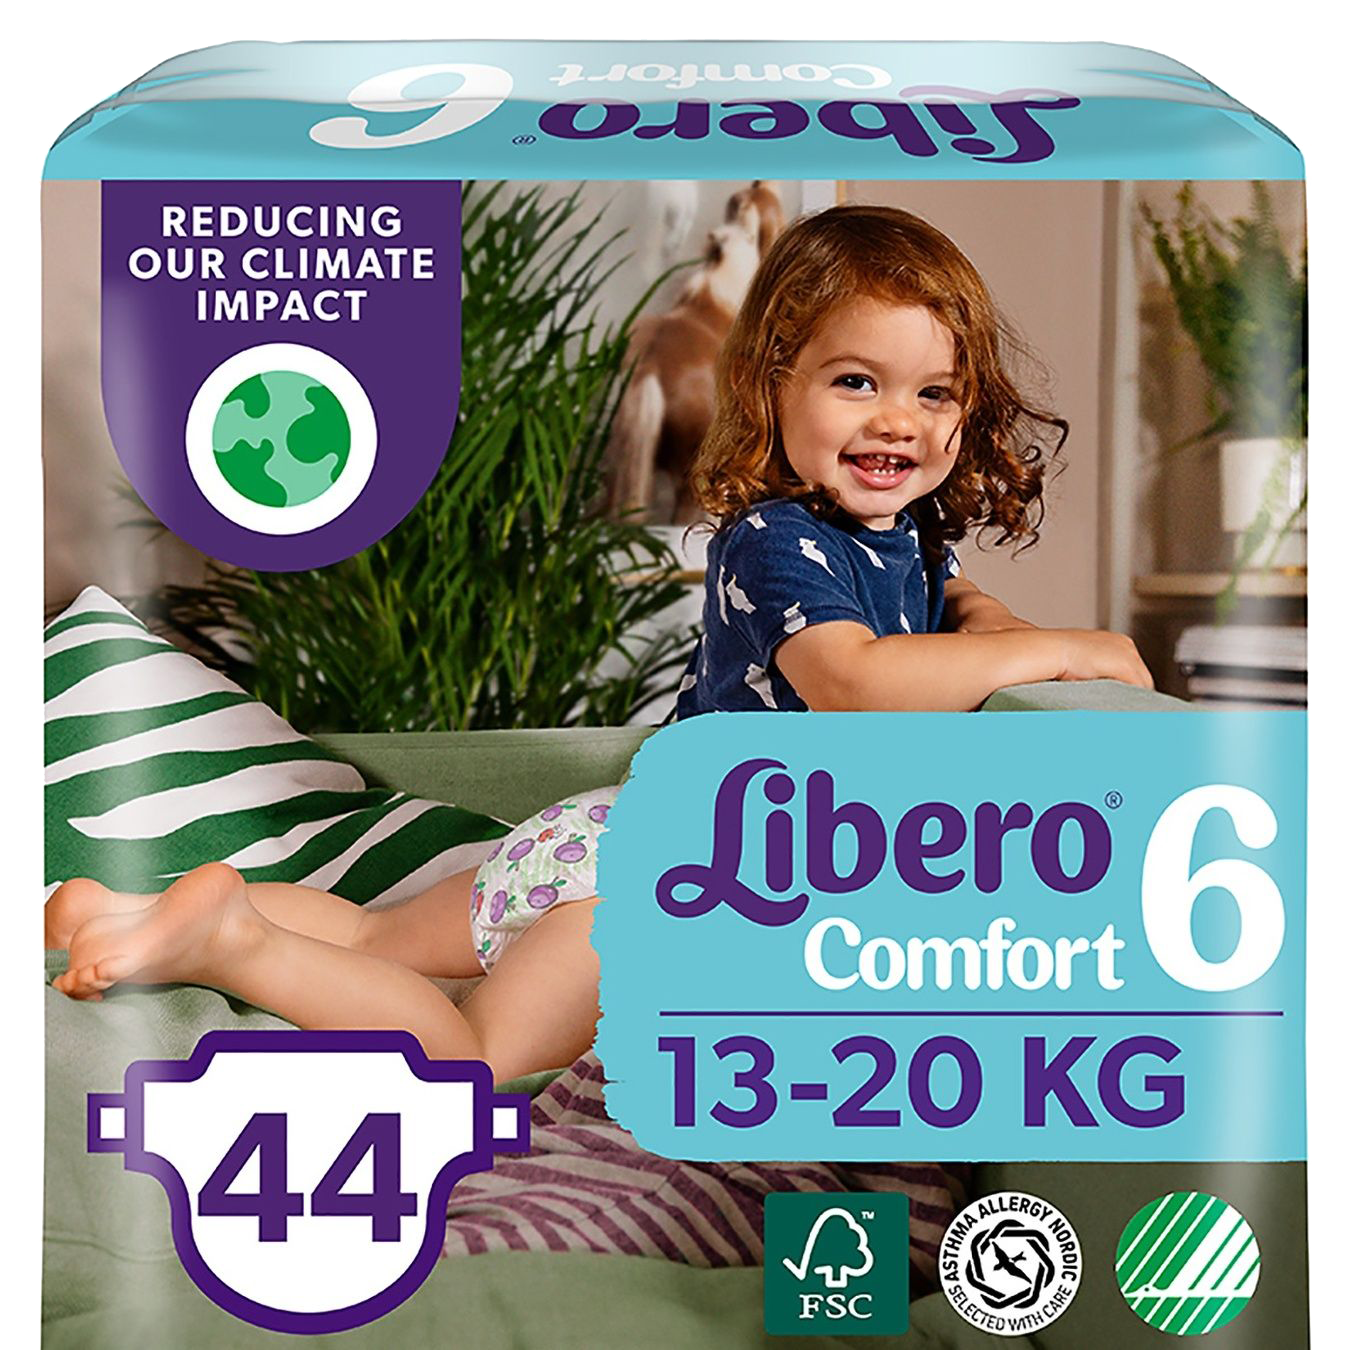 Libero® 6
Comfort
REDUCING
OUR CLIMATE
IMPACT
Libero® 6
Comfort
13-20 KG
44
FSC™
ASTHMA ALLERGY NORDIC
SELECTED WITH CARE